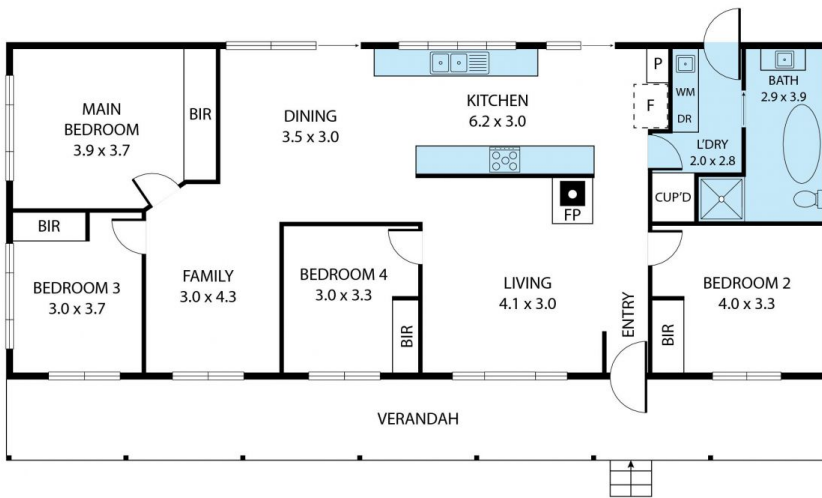 MAIN
BEDROOM
3.9 x 3.7
BIR
DINING
3.5 x 3.0
KITCHEN
6.2 x 3.0
P
F
WM
DR
L'DRY
2.0 x 2.8
BATH
2.9 x 3.9
CUP'D
FP
BIR
BEDROOM 3
3.0 x 3.7
FAMILY
3.0 x 4.3
BEDROOM 4
3.0 x 3.3
BIR
LIVING
4.1 x 3.0
ENTRY
BIR
BEDROOM 2
4.0 x 3.3
VERANDAH